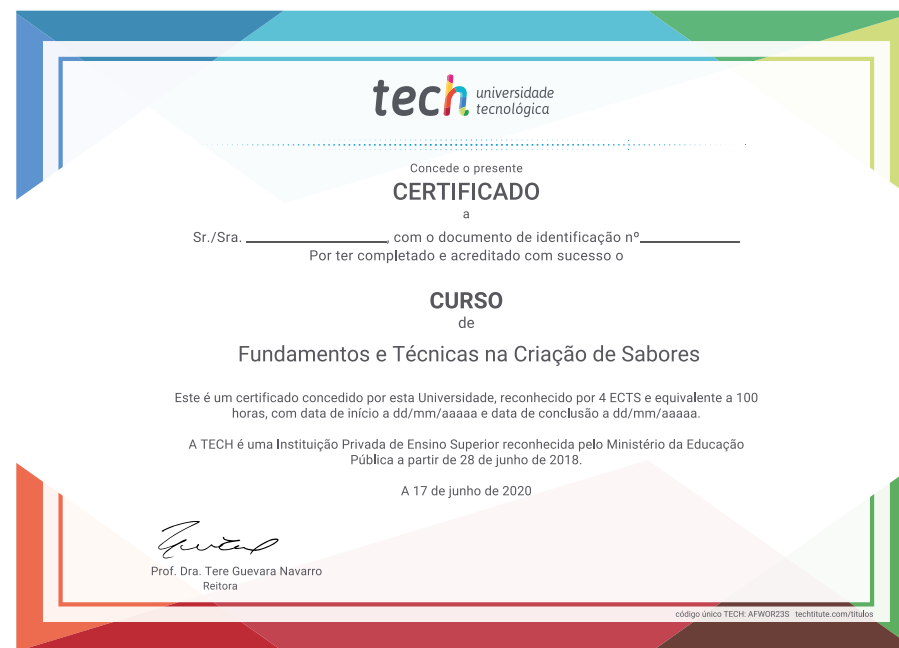 tech universidade
tecnológica
Concede o presente
CERTIFICADO
a
Sr./Sra. ________________, com o documento de identificação nº___________
Por ter completado e acreditado com sucesso o
CURSO
de
Fundamentos e Técnicas na Criação de Sabores
Este é um certificado concedido por esta Universidade, reconhecido por 4 ECTS e equivalente a 100
horas, com data de início a dd/mm/aaaaa e data de conclusão a dd/mm/aaaaa.
A TECH é uma Instituição Privada de Ensino Superior reconhecida pelo Ministério da Educação
Pública a partir de 28 de junho de 2018.
A 17 de junho de 2020
Prof. Dra. Tere Guevara Navarro
Reitora
código único TECH: AFWOR23S techtitute.com/titulos